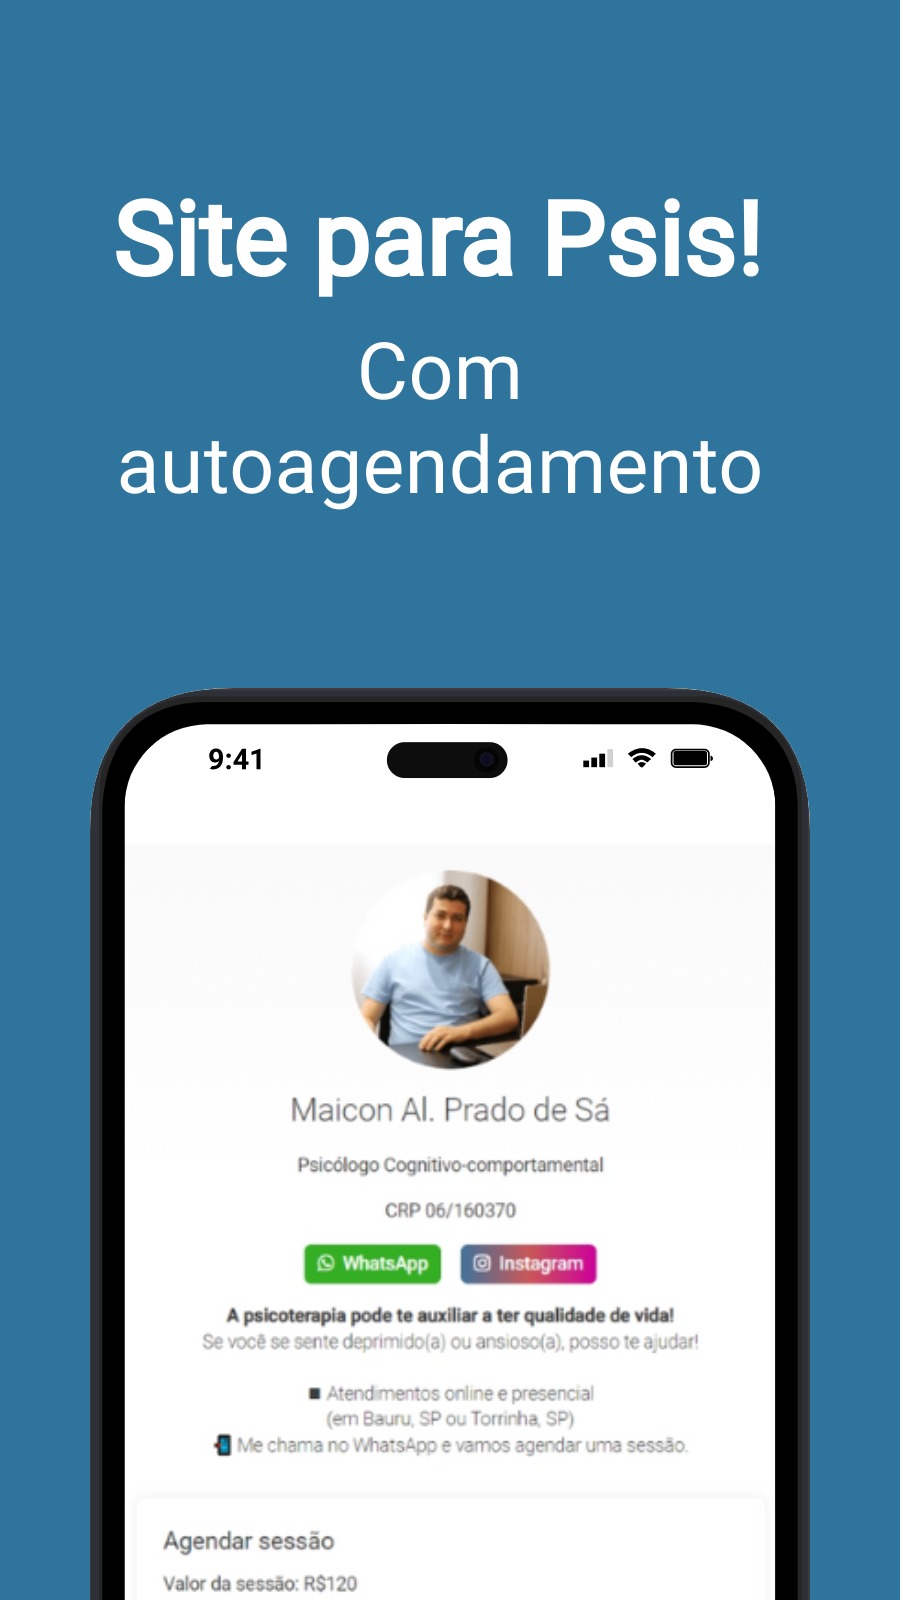 Site para Psis!
Com
autoagendamento
9:41
Maicon Al. Prado de Sá
Psicólogo Cognitivo-comportamental
CRP 06/160370
WhatsApp Instagram
A psicoterapia pode te auxiliar a ter qualidade de vida!
Se você se sente deprimido(a) ou ansioso(a), posso te ajudar!
◾ Atendimentos online e presencial
(em Bauru, SP ou Torrinha, SP)
📲 Me chama no WhatsApp e vamos agendar uma sessão.
Agendar sessão
Valor da sessão: R$120